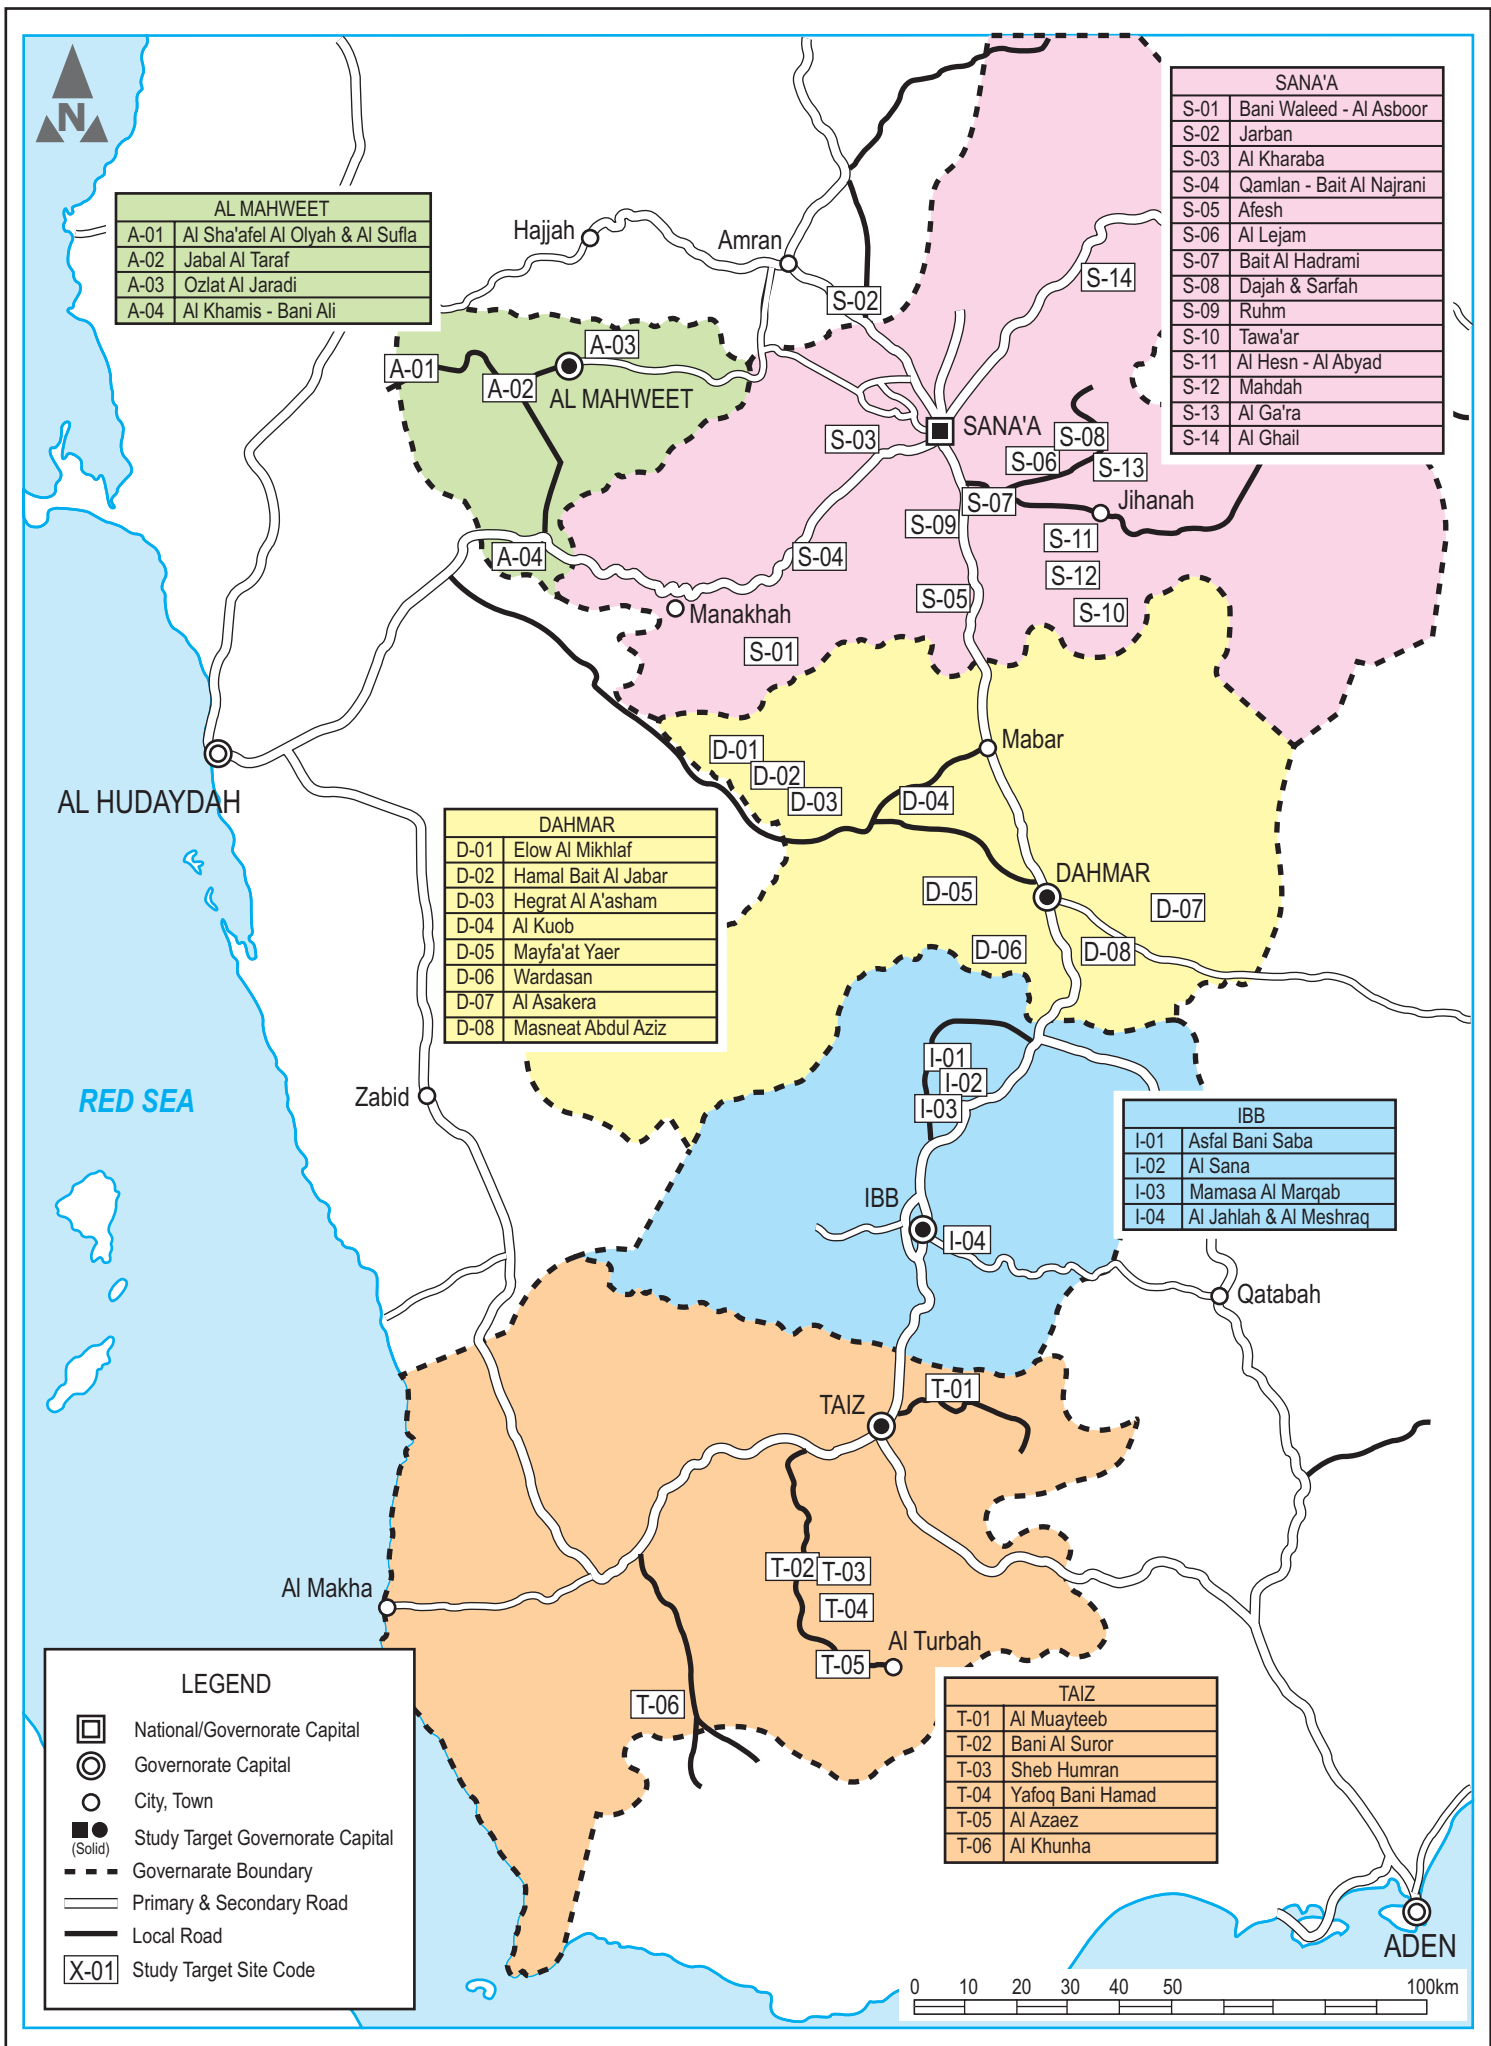 N
SANA'A
S-01 Bani Waleed - Al Asboor
S-02 Jarban
S-03 Al Kharaba
S-04 Qamlan - Bait Al Najrani
S-05 Afesh
S-06 Al Lejam
S-07 Bait Al Hadrami
S-08 Dajah & Sarfah
S-09 Ruhm
S-10 Tawa'ar
S-11 Al Hesn - Al Abyad
S-12 Mahdah
S-13 Al Ga'ra
S-14 Al Ghail
AL MAHWEET
A-01 Al Sha'afel Al Olyah & Al Sufla
A-02 Jabal Al Taraf
A-03 Ozlat Al Jaradi
A-04 Al Khamis - Bani Ali
Hajjah
Amran
S-14
S-02
A-03
A-01
A-02
AL MAHWEET
SANA'A
S-03
S-08
S-06
S-13
S-07
Jihanah
S-09
S-11
A-04
S-04
S-12
S-05
S-10
Manakhah
S-01
D-01
Mabar
D-02
D-03
D-04
AL HUDAYDAH
DAHMAR
D-01 Elow Al Mikhlaf
D-02 Hamal Bait Al Jabar
D-03 Hegrat Al A'asham
D-04 Al Kuob
D-05 Mayfa'at Yaer
D-06 Wardasan
D-07 Al Asakera
D-08 Masneat Abdul Aziz
DAHMAR
D-05
D-07
D-06
D-08
I-01
I-02
I-03
Zabid
RED SEA
IBB
I-01 Asfal Bani Saba
I-02 Al Sana
I-03 Mamasa Al Marqab
I-04 Al Jahlah & Al Meshraq
IBB
I-04
Qatabah
T-01
TAIZ
T-02
T-03
Al Makha
T-04
Al Turbah
T-05
T-06
TAIZ
T-01 Al Muayteeb
T-02 Bani Al Suror
T-03 Sheb Humran
T-04 Yafoq Bani Hamad
T-05 Al Azaez
T-06 Al Khunha
LEGEND
National/Governorate Capital
Governorate Capital
City, Town
(Solid) Study Target Governorate Capital
Governarate Boundary
Primary & Secondary Road
Local Road
X-01 Study Target Site Code
ADEN
0 10 20 30 40 50 100km